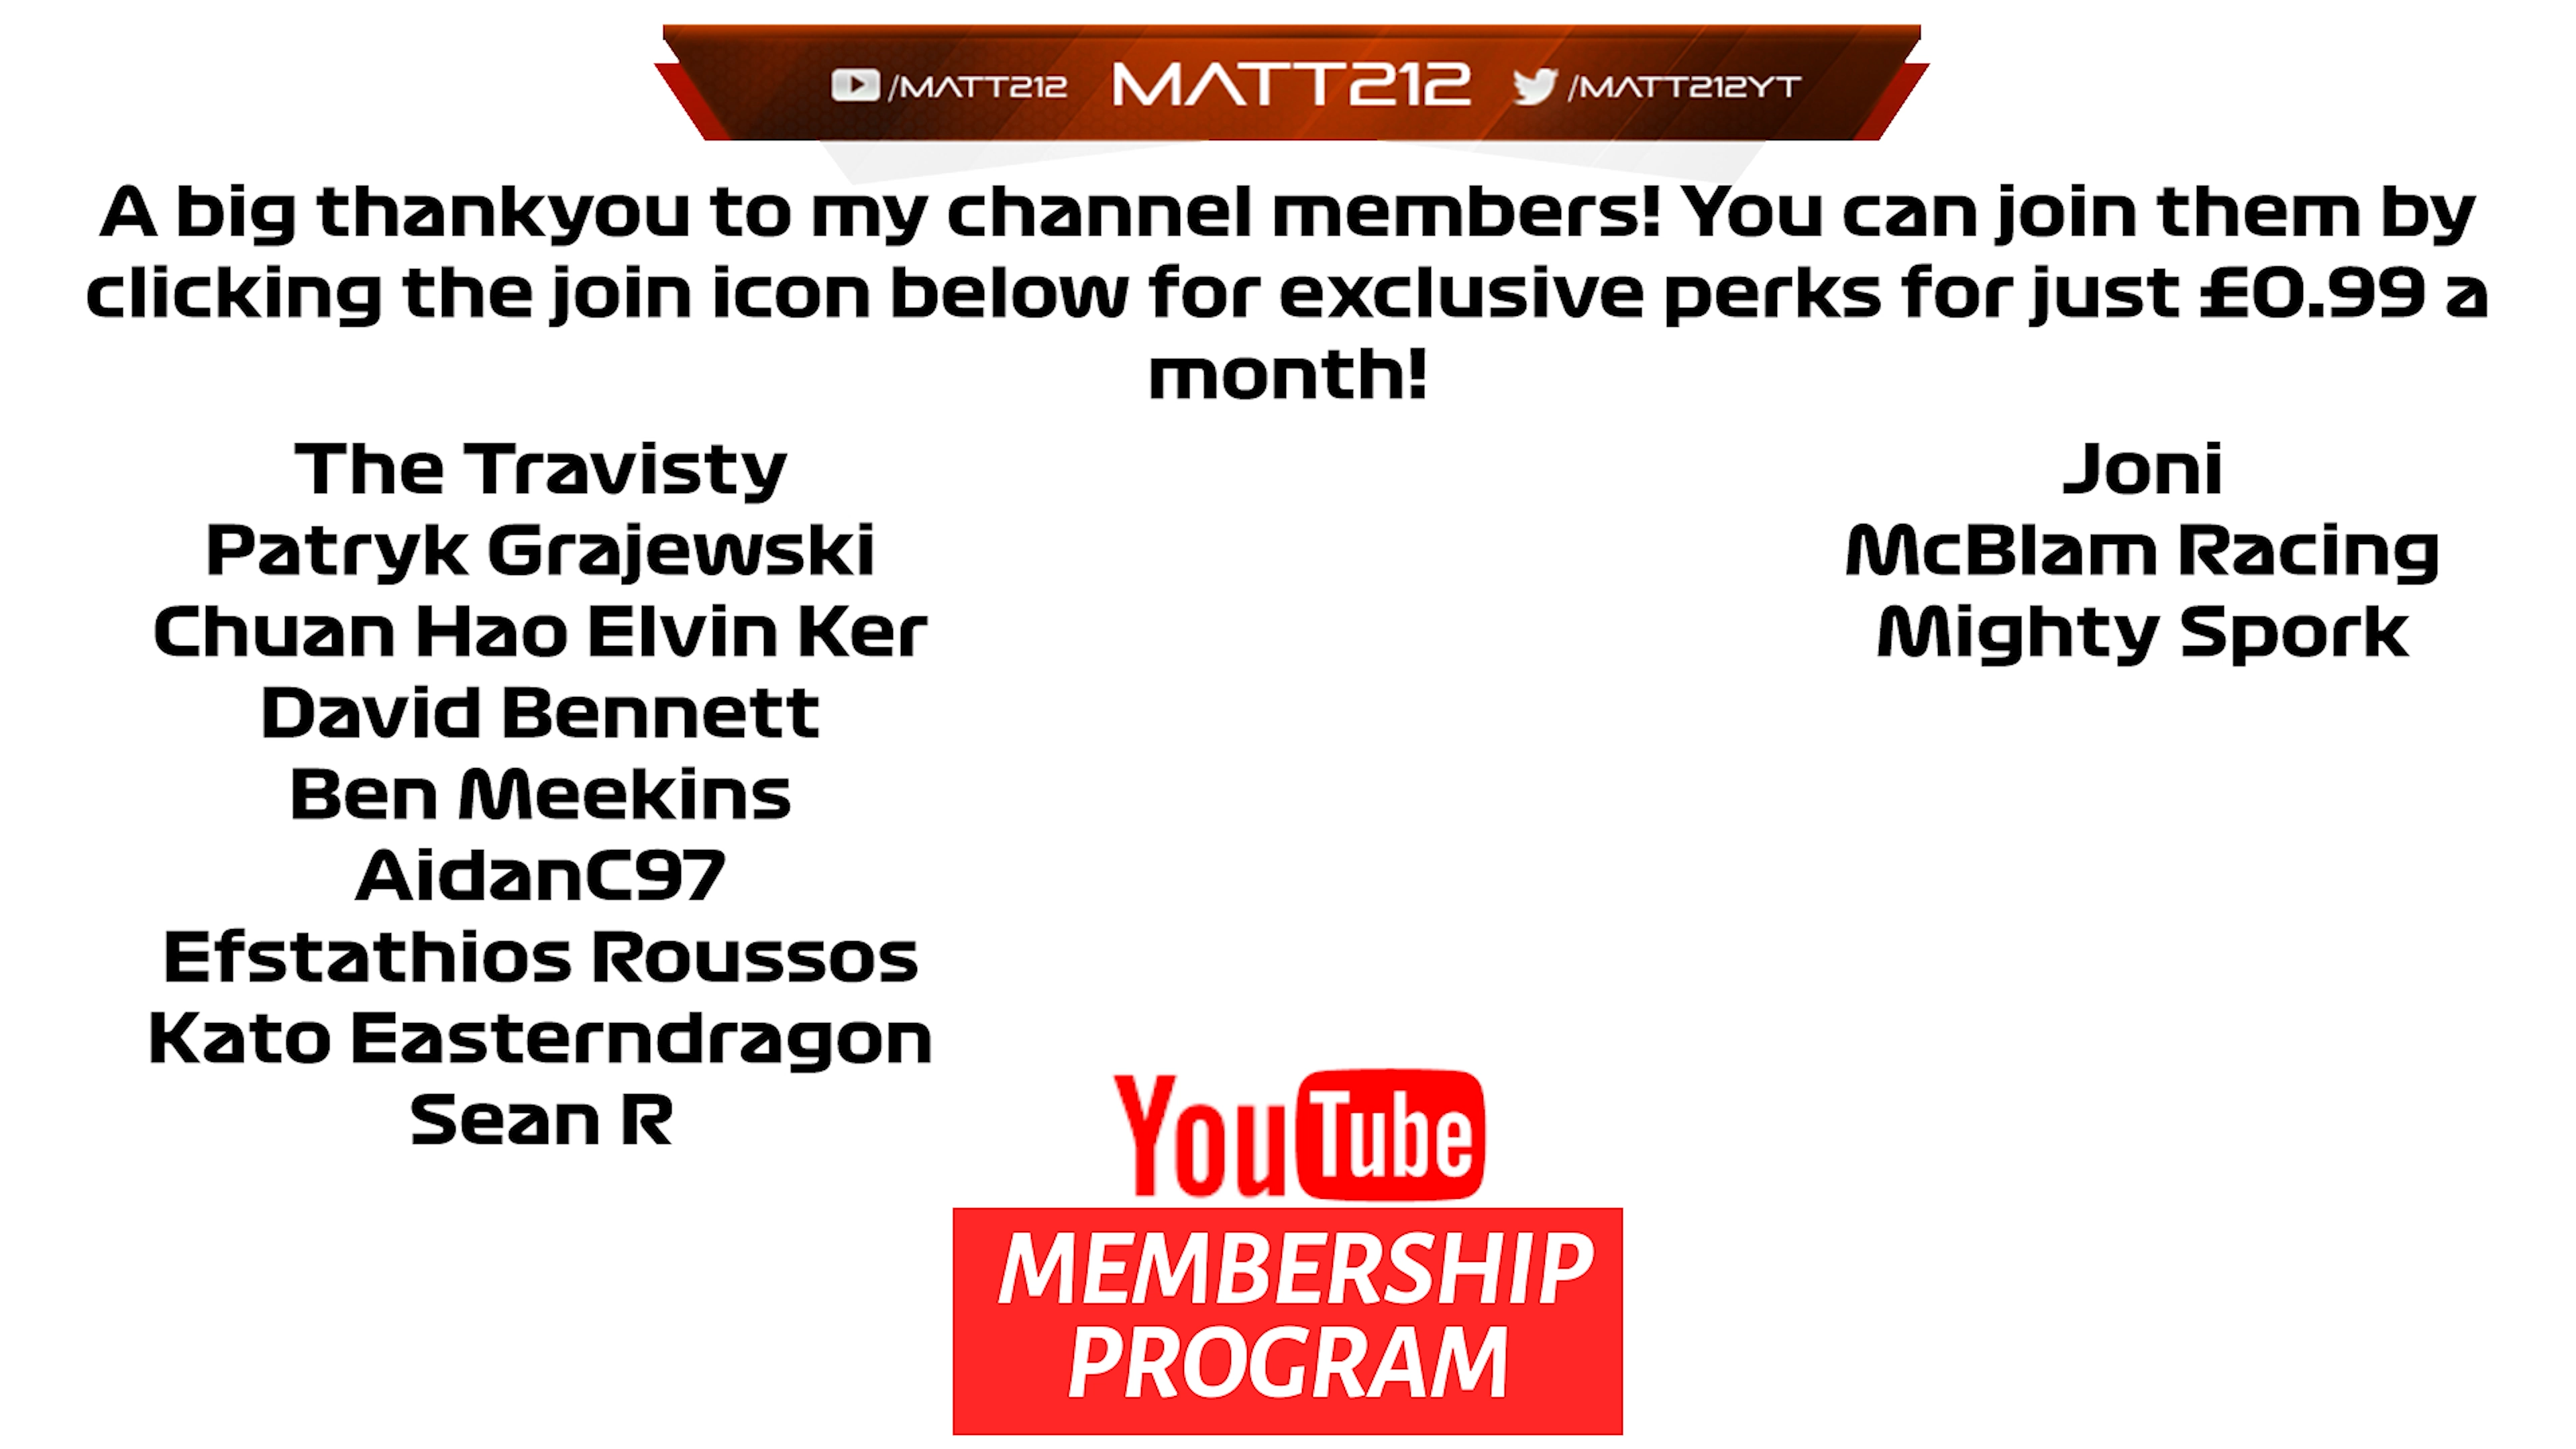 /MATT212 MATT212 /MATT212YT
A big thankyou to my channel members! You can join them by
clicking the join icon below for exclusive perks for just £0.99 a
month!
The Travisty
Patryk Grajewski
Chuan Hao Elvin Ker
David Bennett
Ben Meekins
AidanC97
Efstathios Roussos
Kato Easterndragon
Sean R
Joni
McBlam Racing
Mighty Spork
YouTube
MEMBERSHIP
PROGRAM